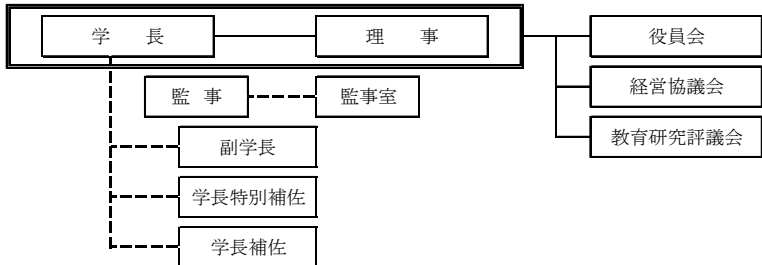 学　長
理　事
役員会
監　事
監事室
経営協議会
副学長
教育研究評議会
学長特別補佐
学長補佐